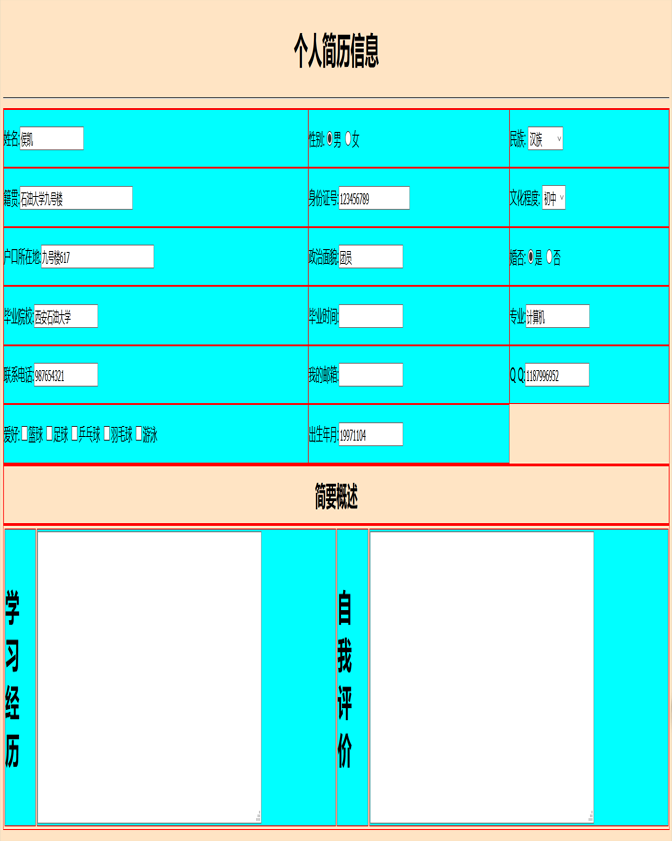 个人简历信息
姓名:侯凯 性别: 男 女 民族: 汉族
籍贯:石油大学九号楼 身份证号:123456789 文化程度: 初中
户口所在地:九号楼617 政治面貌:团员 婚否: 是 否
毕业院校:西安石油大学 毕业时间: 专业:计算机
联系电话:987654321 我的邮箱: Q Q:1187996952
爱好: 篮球 足球 乒乓球 羽毛球 游泳 出生年月:19971104
简要概述
学习经历
自我评价